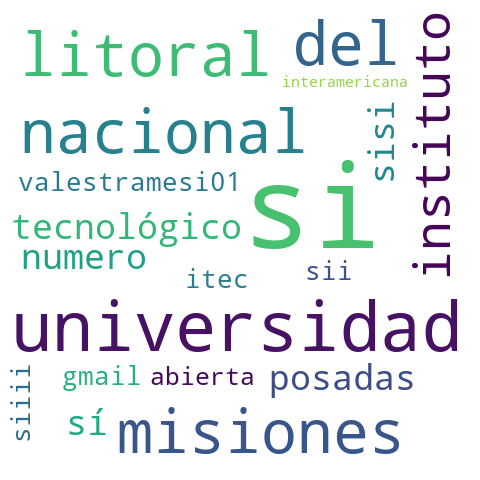 litoral
del
interamericana
instituto
nacional
sisi
valestramesi01
si
tecnológico
numero
itec
sii
universidad
siiii
gmail
abierta
posadas
sí
misiones